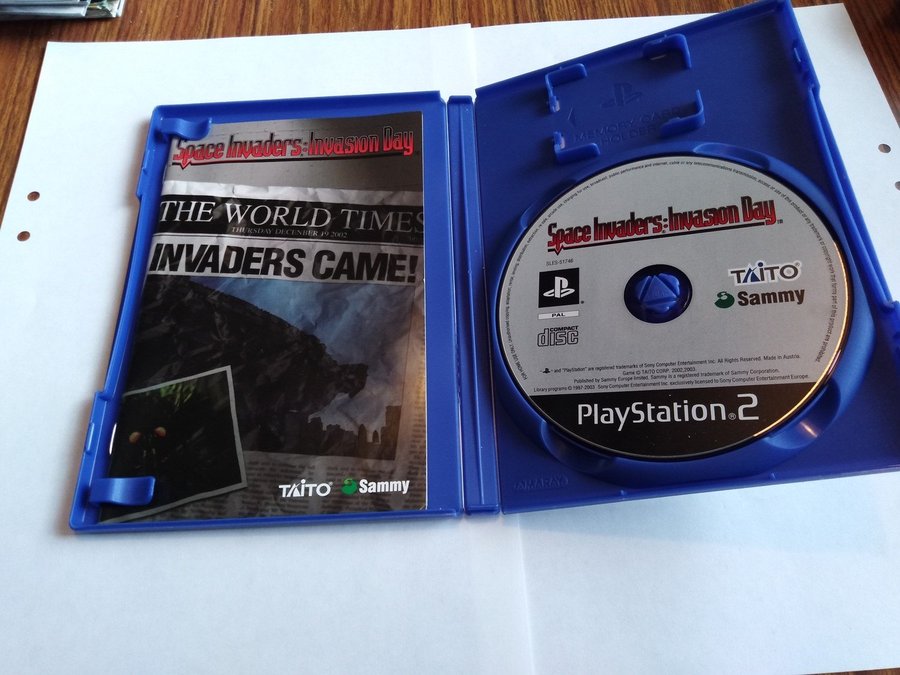 Space Invaders: Invasion Day
THE WORLD TIMES
THURSDAY DECENBER 19 2002
INVADERS CAME!
TAITO
Sammy
MEMORY CARD
HOLDER
Space Invaders: Invasion Day™
SLES-51746
TAITO®
Sammy
PAL
COMPACT
disc
and "PlayStation" are registered trademarks of Sony Computer Entertainment Inc. All Rights Reserved. Made in Austria.
Game © TAITO CORP. 2002,2003.
Published by Sammy Europe limited. Sammy is a registered trademark of Sammy Corporation.
Library programs © 1997-2003 Sony Computer Entertainment Inc. exclusively licensed to Sony Computer Entertainment Europe.
PlayStation®2